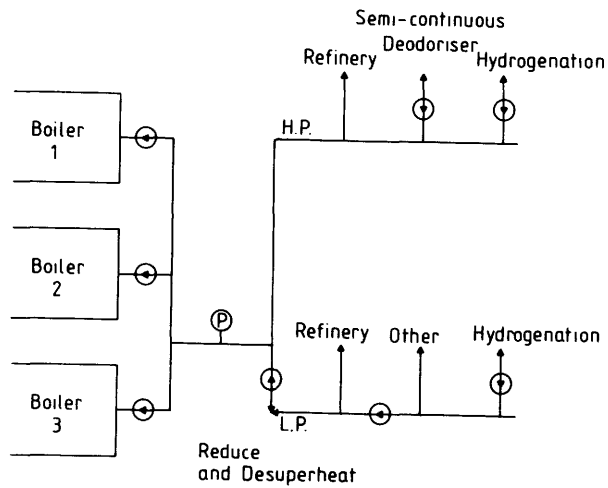 Semi-continuous
Deodoriser
Refinery
Hydrogenation
Boiler
1
H.P.
Boiler
2
P
Refinery
Other
Hydrogenation
Boiler
3
L.P.
Reduce
and Desuperheat